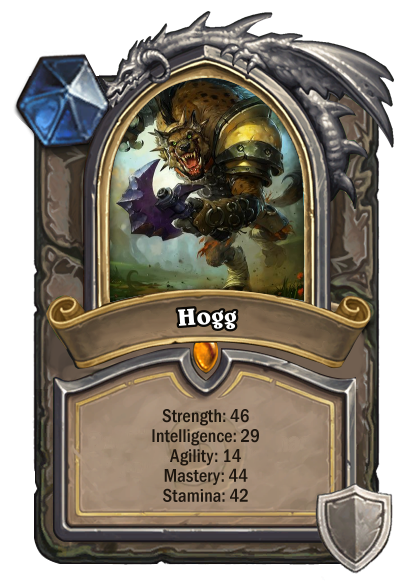 Hogg
Strength: 46
Intelligence: 29
Agility: 14
Mastery: 44
Stamina: 42